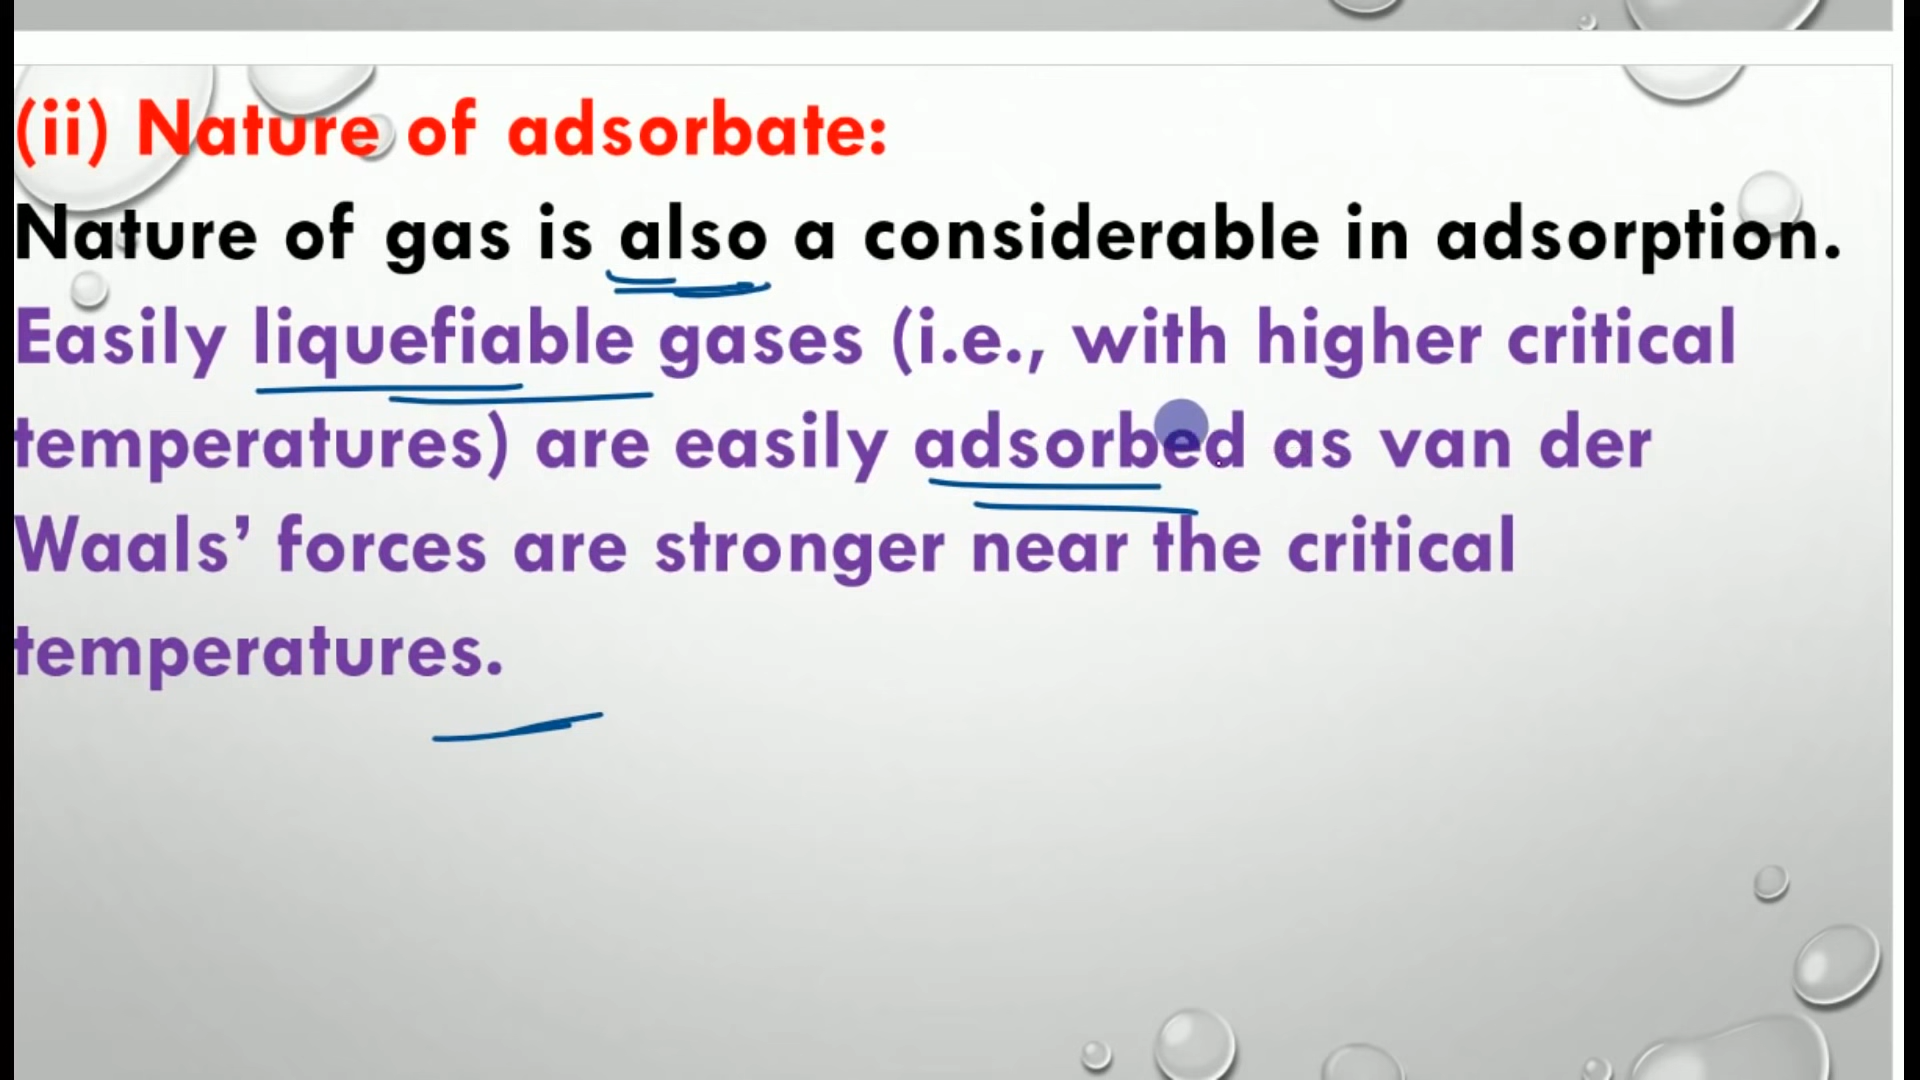 (ii) Nature of adsorbate:
Nature of gas is also a considerable in adsorption.
Easily liquefiable gases (i.e., with higher critical
temperatures) are easily adsorbed as van der
Waals’ forces are stronger near the critical
temperatures.